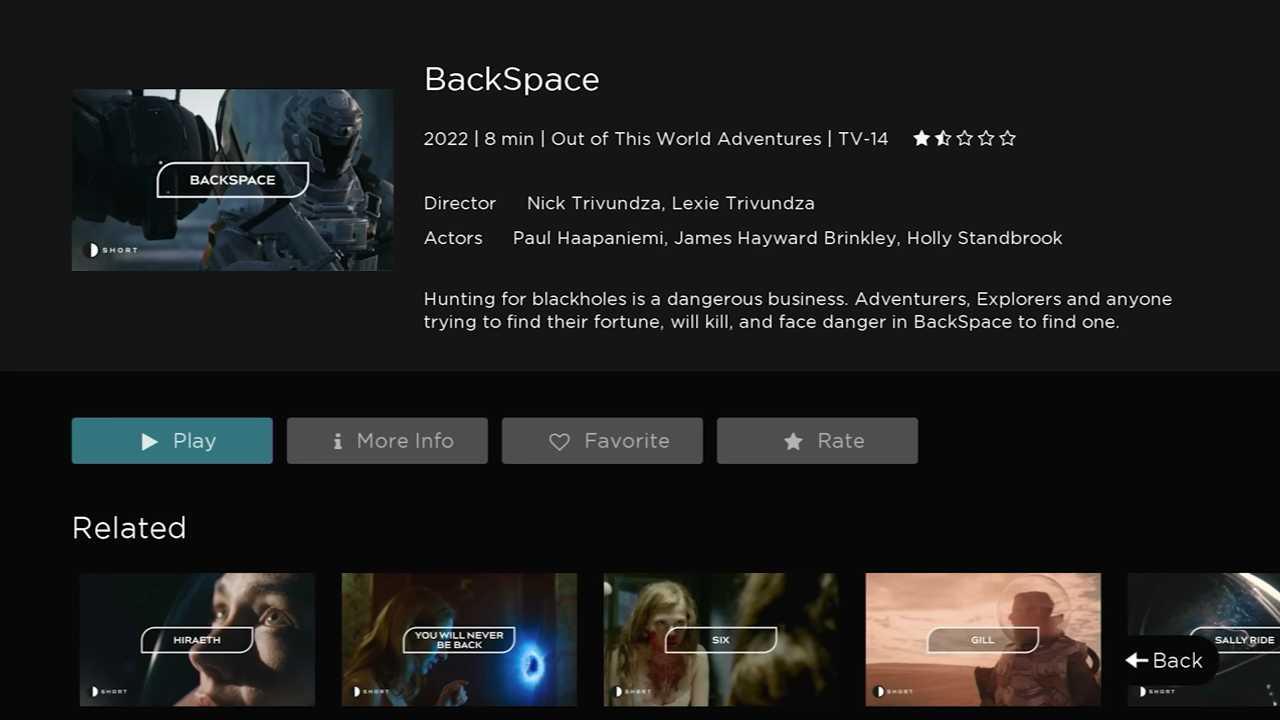 BackSpace
2022 | 8 min | Out of This World Adventures | TV-14
Director Nick Trivundza, Lexie Trivundza
Actors Paul Haapaniemi, James Hayward Brinkley, Holly Standbrook
Hunting for blackholes is a dangerous business. Adventurers, Explorers and anyone
trying to find their fortune, will kill, and face danger in BackSpace to find one.
BACKSPACE
SHORT
Play
More Info
Favorite
Rate
Related
HIRAETH
SHORT
YOU WILL NEVER
BE BACK
SHORT
SIX
SHORT
GILL
SHORT
SALLY RIDE
SHORT
Back